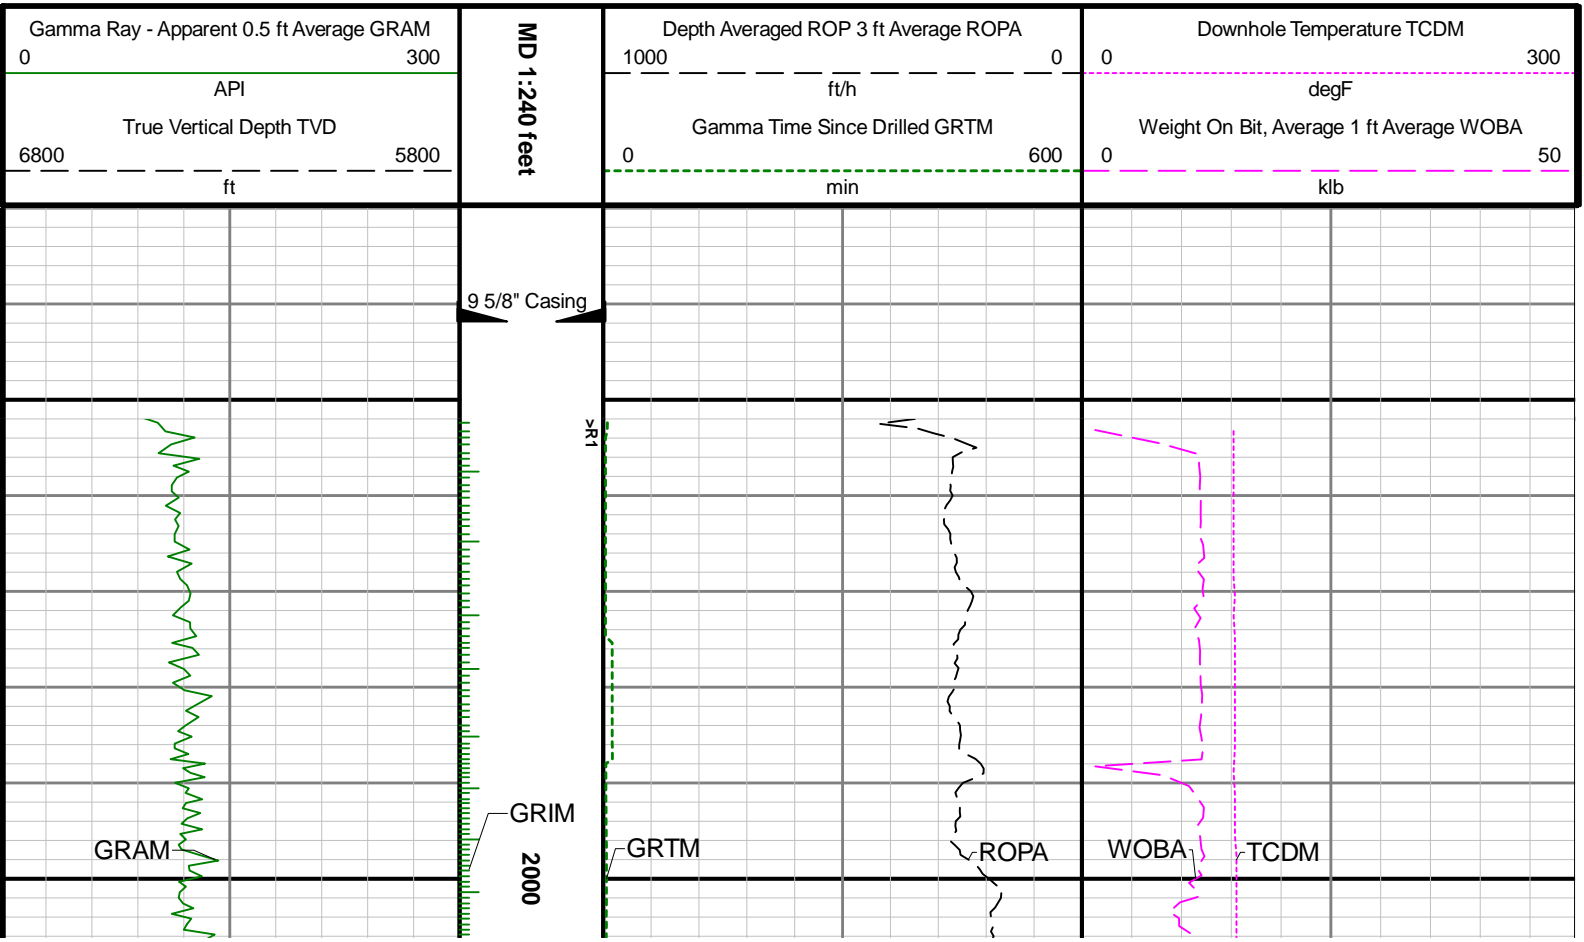 Gamma Ray - Apparent 0.5 ft Average GRAM
0 300
API
True Vertical Depth TVD
6800 5800
ft
MD 1:240 feet
Depth Averaged ROP 3 ft Average ROPA
1000 0
ft/h
Gamma Time Since Drilled GRTM
0 600
min
Downhole Temperature TCDM
0 300
degF
Weight On Bit, Average 1 ft Average WOBA
0 50
klb
9 5/8" Casing
>R1
GRIM
GRAM
2000
GRTM
ROPA
WOBA
TCDM